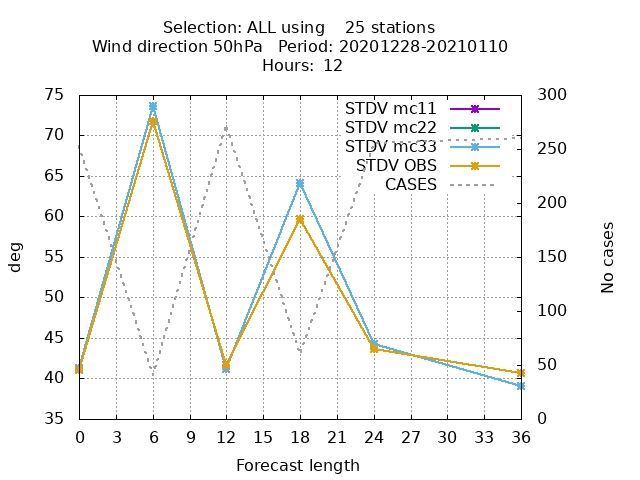 Selection: ALL using    25 stations
Wind direction 50hPa   Period: 20201228-20210110
Hours:  12
75
70
65
60
55
50
45
40
35
deg
STDV mc11
STDV mc22
STDV mc33
STDV OBS
CASES
300
250
200
150
100
50
0
No cases
0 3 6 9 12 15 18 21 24 27 30 33 36
Forecast length